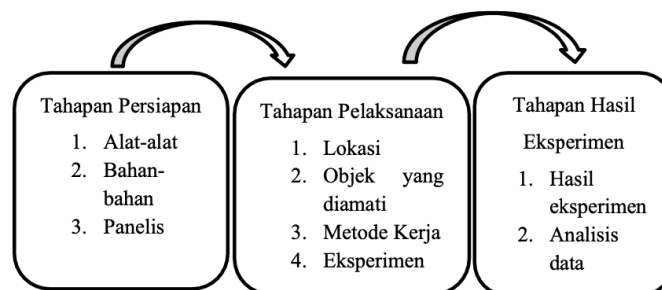 Tahapan Persiapan
1. Alat-alat
2. Bahan-
bahan
3. Panelis
Tahapan Pelaksanaan
1. Lokasi
2. Objek yang
diamati
3. Metode Kerja
4. Eksperimen
Tahapan Hasil
Eksperimen
1. Hasil
eksperimen
2. Analisis
data